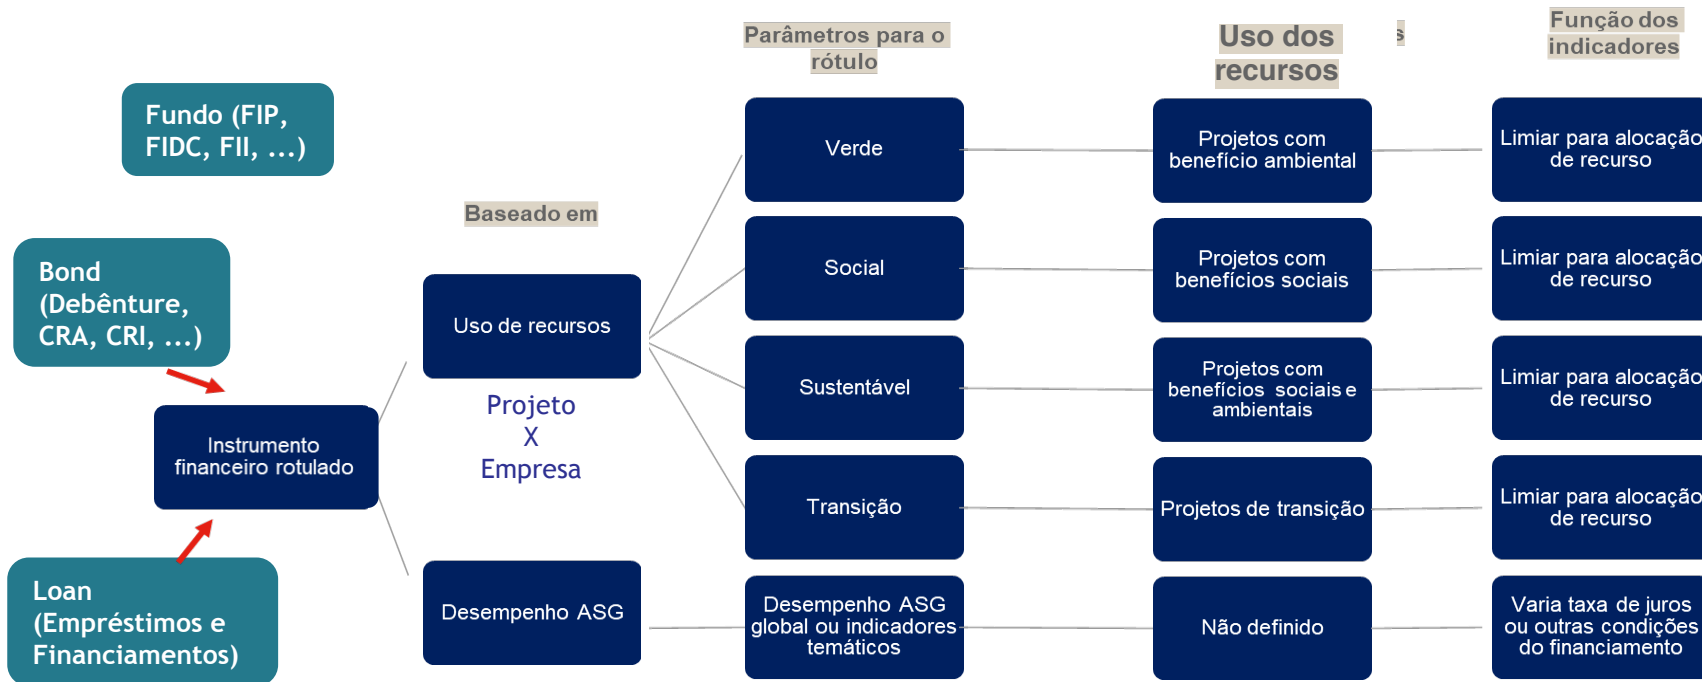 Parâmetros para o
rótulo
Uso dos
recursos
s
Função dos
indicadores
Fundo (FIP,
FIDC, FII, ...)
Baseado em
Bond
(Debênture,
CRA, CRI, ...)
Instrumento
financeiro rotulado
Loan
(Empréstimos e
Financiamentos)
Uso de recursos
Projeto
X
Empresa
Desempenho ASG
Verde
Projetos com
benefício ambiental
Limiar para alocação
de recurso
Social
Projetos com
benefícios sociais
Limiar para alocação
de recurso
Sustentável
Projetos com
benefícios sociais e
ambientais
Limiar para alocação
de recurso
Transição
Projetos de transição
Limiar para alocação
de recurso
Desempenho ASG
global ou indicadores
temáticos
Não definido
Varia taxa de juros
ou outras condições
do financiamento